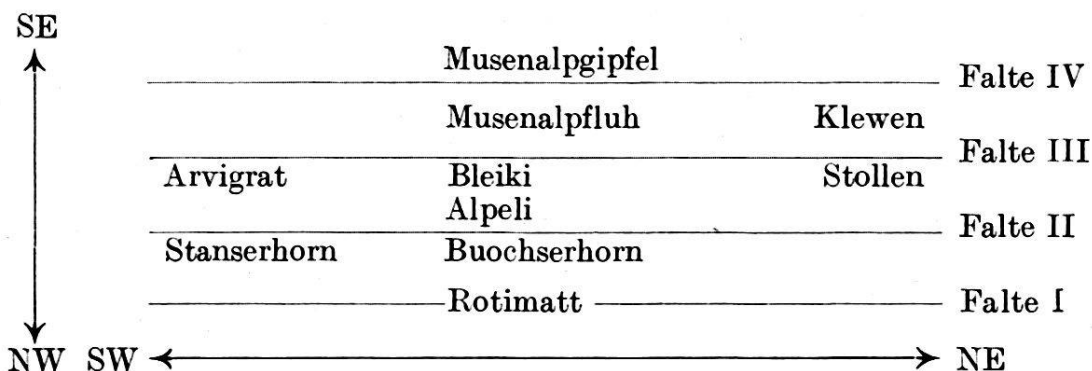 SE
Musenalpgipfel
Falte IV
Musenalpfluh Klewen
Falte III
Arvigrat Bleiki Stollen
Alpeli
Falte II
Stanserhorn Buochserhorn
Rotimatt Falte I
NW SW NE